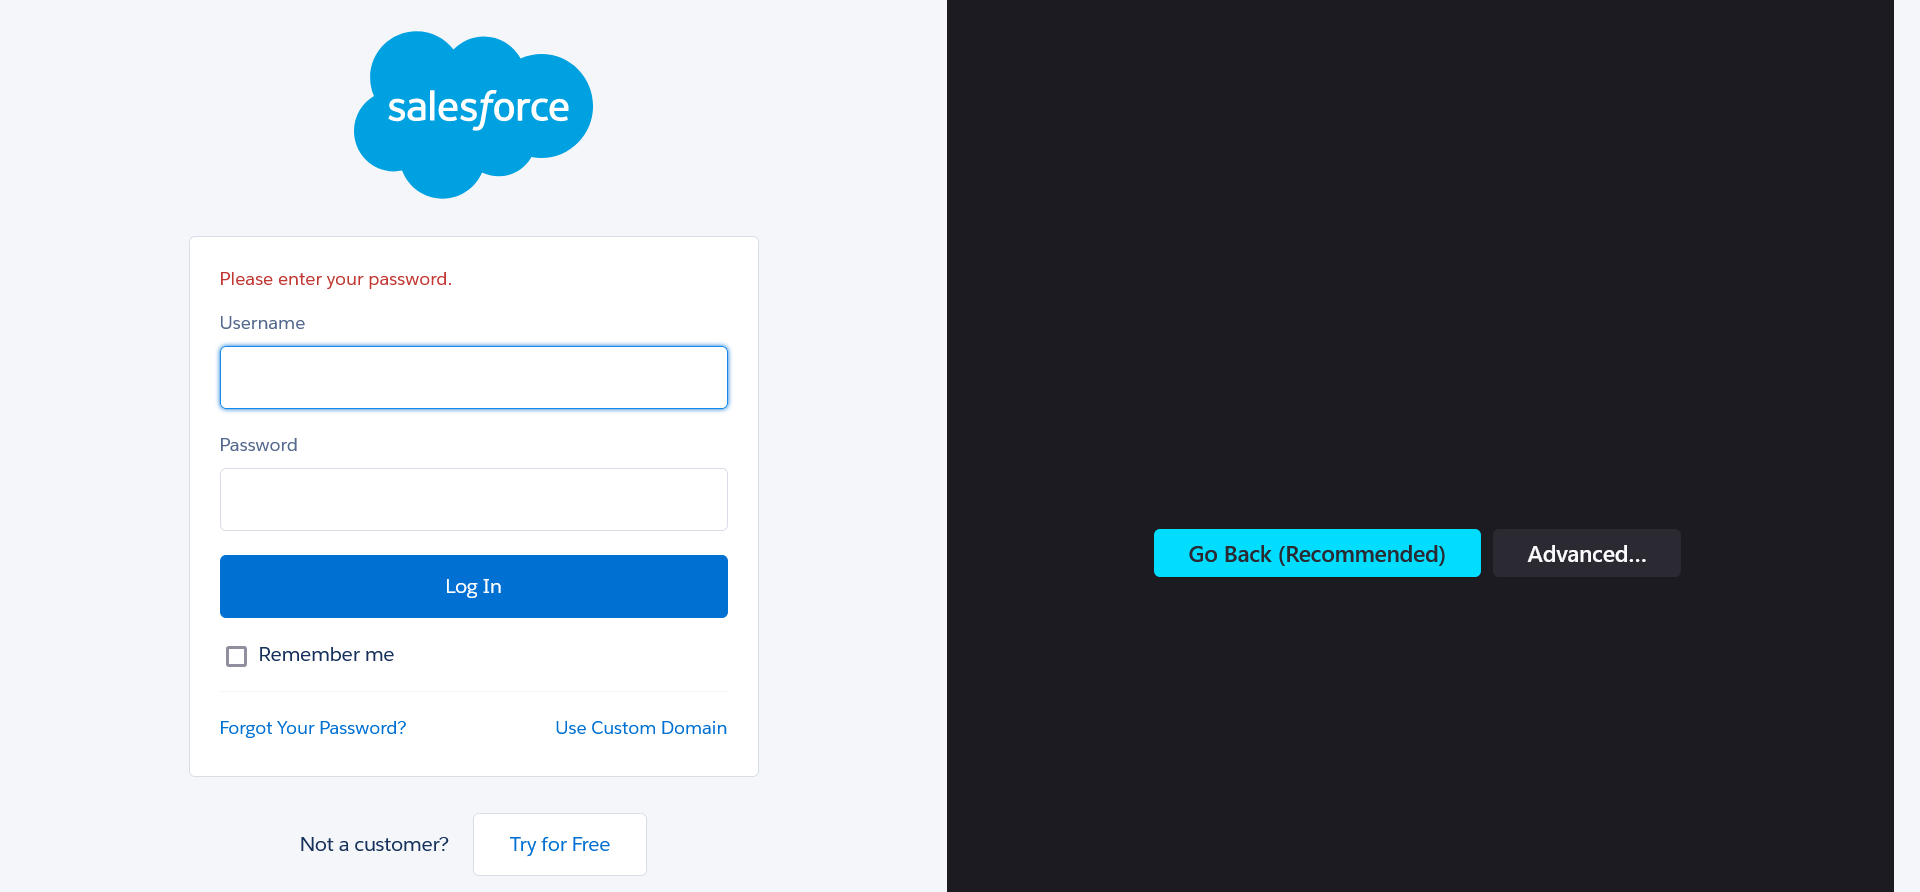 salesforce
Please enter your password.
Username
Password
Log In
Remember me
Forgot Your Password?
Use Custom Domain
Not a customer?
Try for Free
Go Back (Recommended)
Advanced...